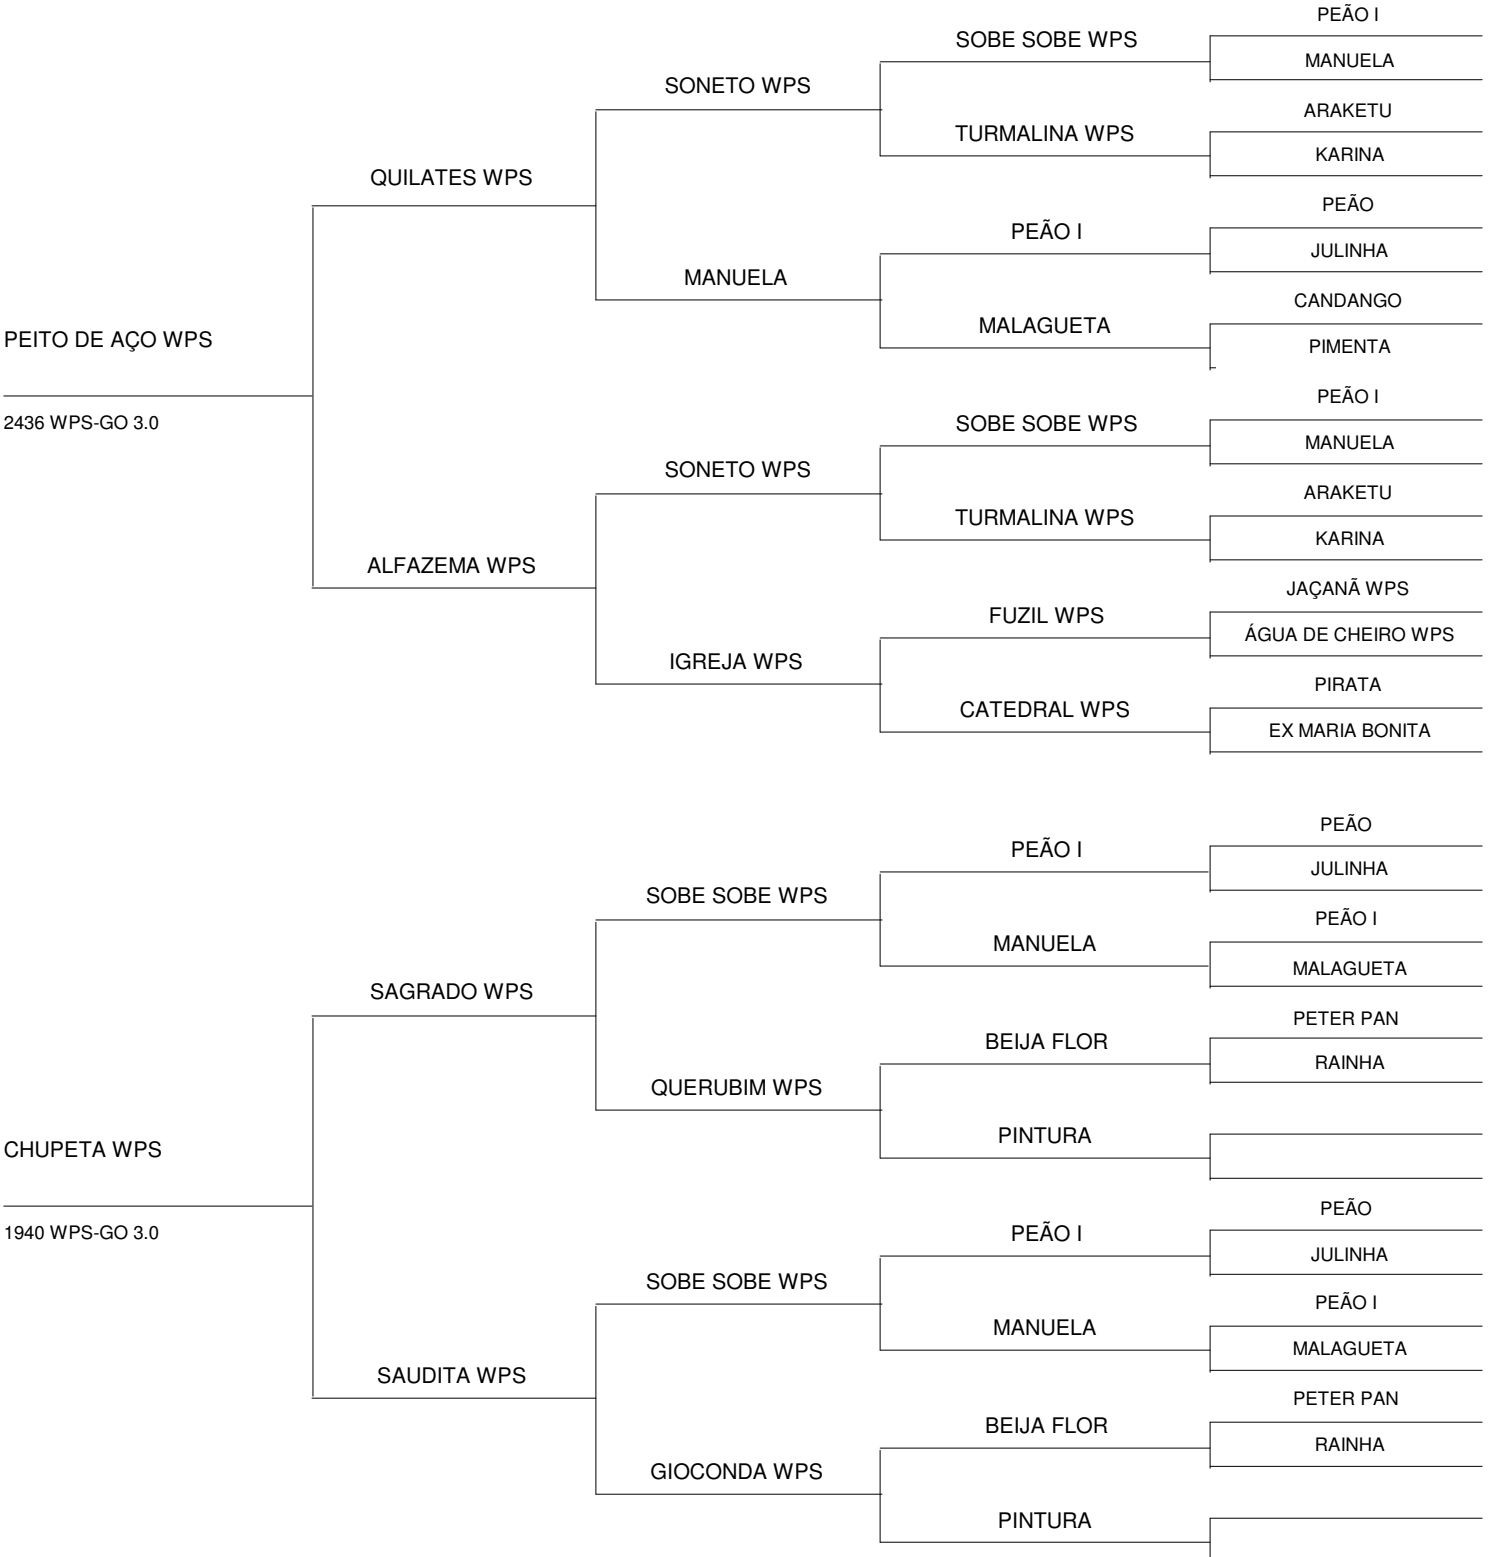 PEÃO I
SOBE SOBE WPS
MANUELA
SONETO WPS
ARAKETU
TURMALINA WPS
KARINA
QUILATES WPS
PEÃO
PEÃO I
JULINHA
MANUELA
CANDANGO
MALAGUETA
PEITO DE AÇO WPS
PIMENTA
PEÃO I
2436 WPS-GO 3.0
SOBE SOBE WPS
MANUELA
SONETO WPS
ARAKETU
TURMALINA WPS
KARINA
ALFAZEMA WPS
JAÇANÃ WPS
FUZIL WPS
ÁGUA DE CHEIRO WPS
IGREJA WPS
PIRATA
CATEDRAL WPS
EX MARIA BONITA
PEÃO
PEÃO I
JULINHA
SOBE SOBE WPS
PEÃO I
MANUELA
MALAGUETA
SAGRADO WPS
PETER PAN
BEIJA FLOR
RAINHA
QUERUBIM WPS
PINTURA
CHUPETA WPS
PEÃO
1940 WPS-GO 3.0
PEÃO I
JULINHA
SOBE SOBE WPS
PEÃO I
MANUELA
MALAGUETA
SAUDITA WPS
PETER PAN
BEIJA FLOR
RAINHA
GIOCONDA WPS
PINTURA